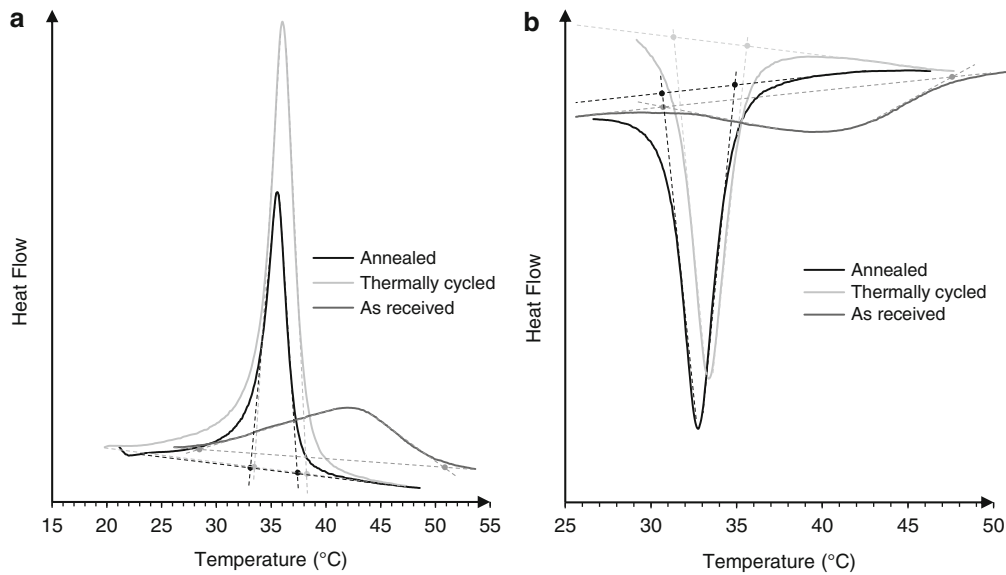 a
Heat Flow
Annealed
Thermally cycled
As received
15 20 25 30 35 40 45 50 55
Temperature (°C)
b
Heat Flow
Annealed
Thermally cycled
As received
25 30 35 40 45 50
Temperature (°C)